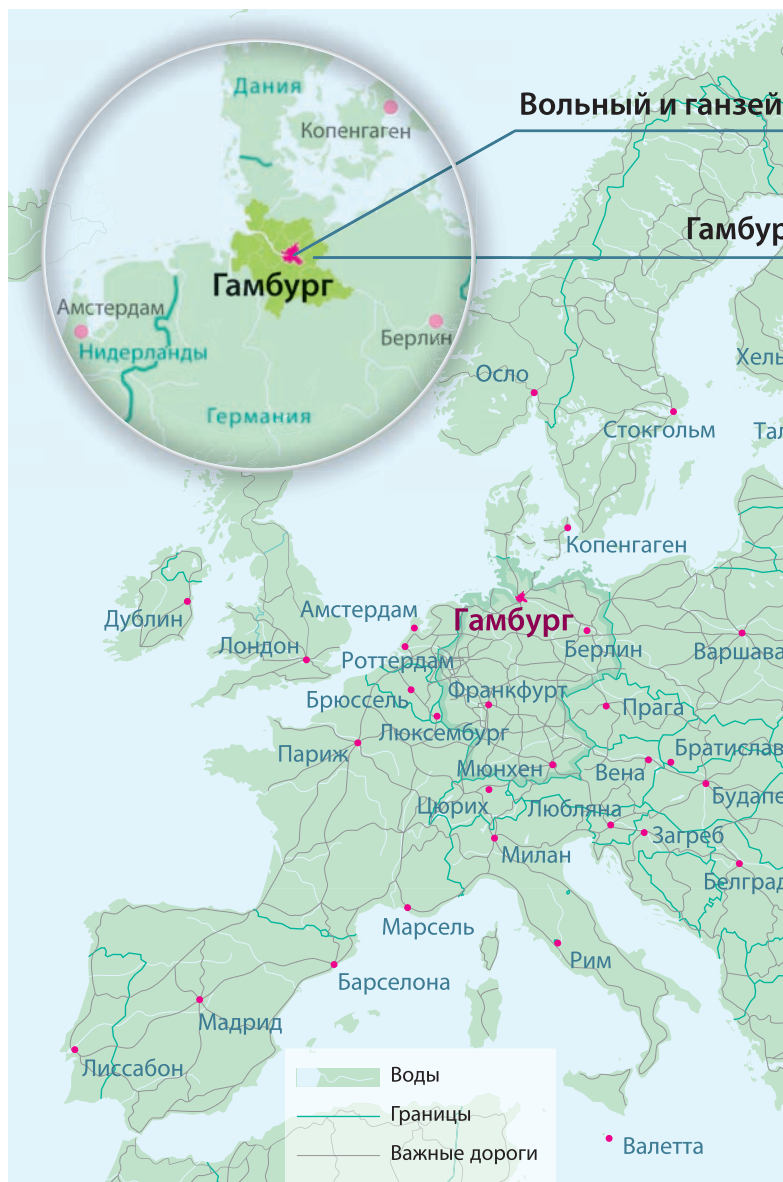 Дания
Копенгаген
Вольный и ганзей
Гамбур
Гамбург
Амстердам
Берлин
Нидерланды
Германия
Хель
Осло
Стокгольм
Тал
Копенгаген
Дублин
Амстердам
Гамбург
Лондон
Роттердам
Берлин
Варшава
Брюссель
Франкфурт
Прага
Люксембург
Париж
Братислав
Мюнхен
Вена
Цюрих
Любляна
Будапе
Загреб
Милан
Белград
Марсель
Рим
Барселона
Мадрид
Лиссабон
Воды
Границы
Важные дороги
Валетта